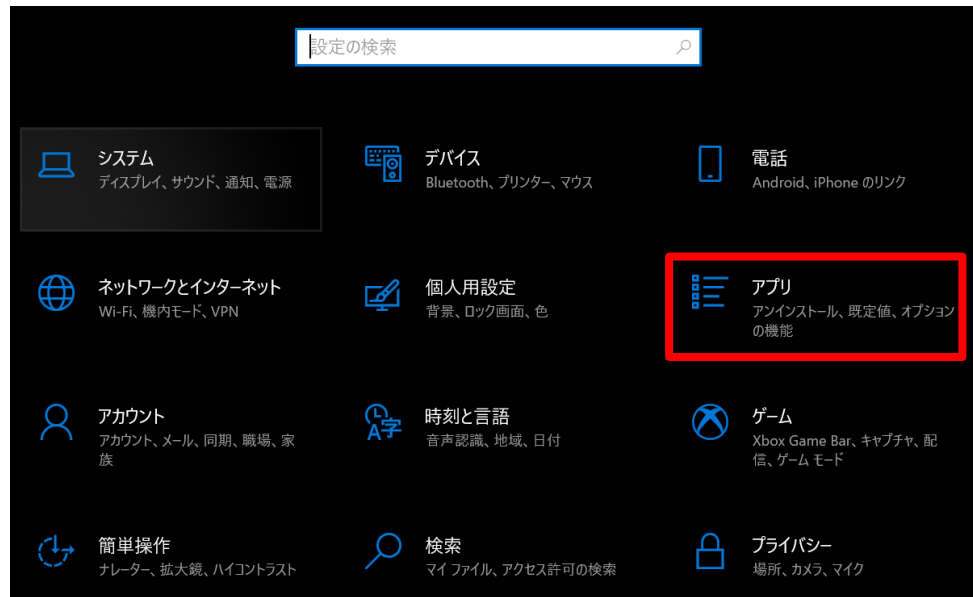 設定の検索
システム
ディスプレイ、サウンド、通知、電源
デバイス
Bluetooth、プリンター、マウス
電話
Android、iPhone のリンク
ネットワークとインターネット
Wi-Fi、機内モード、VPN
個人用設定
背景、ロック画面、色
アプリ
アンインストール、既定値、オプション
の機能
アカウント
アカウント、メール、同期、職場、家
族
時刻と言語
音声認識、地域、日付
ゲーム
Xbox Game Bar、キャプチャ、配
信、ゲーム モード
簡単操作
ナレーター、拡大鏡、ハイコントラスト
検索
マイ ファイル、アクセス許可の検索
プライバシー
場所、カメラ、マイク